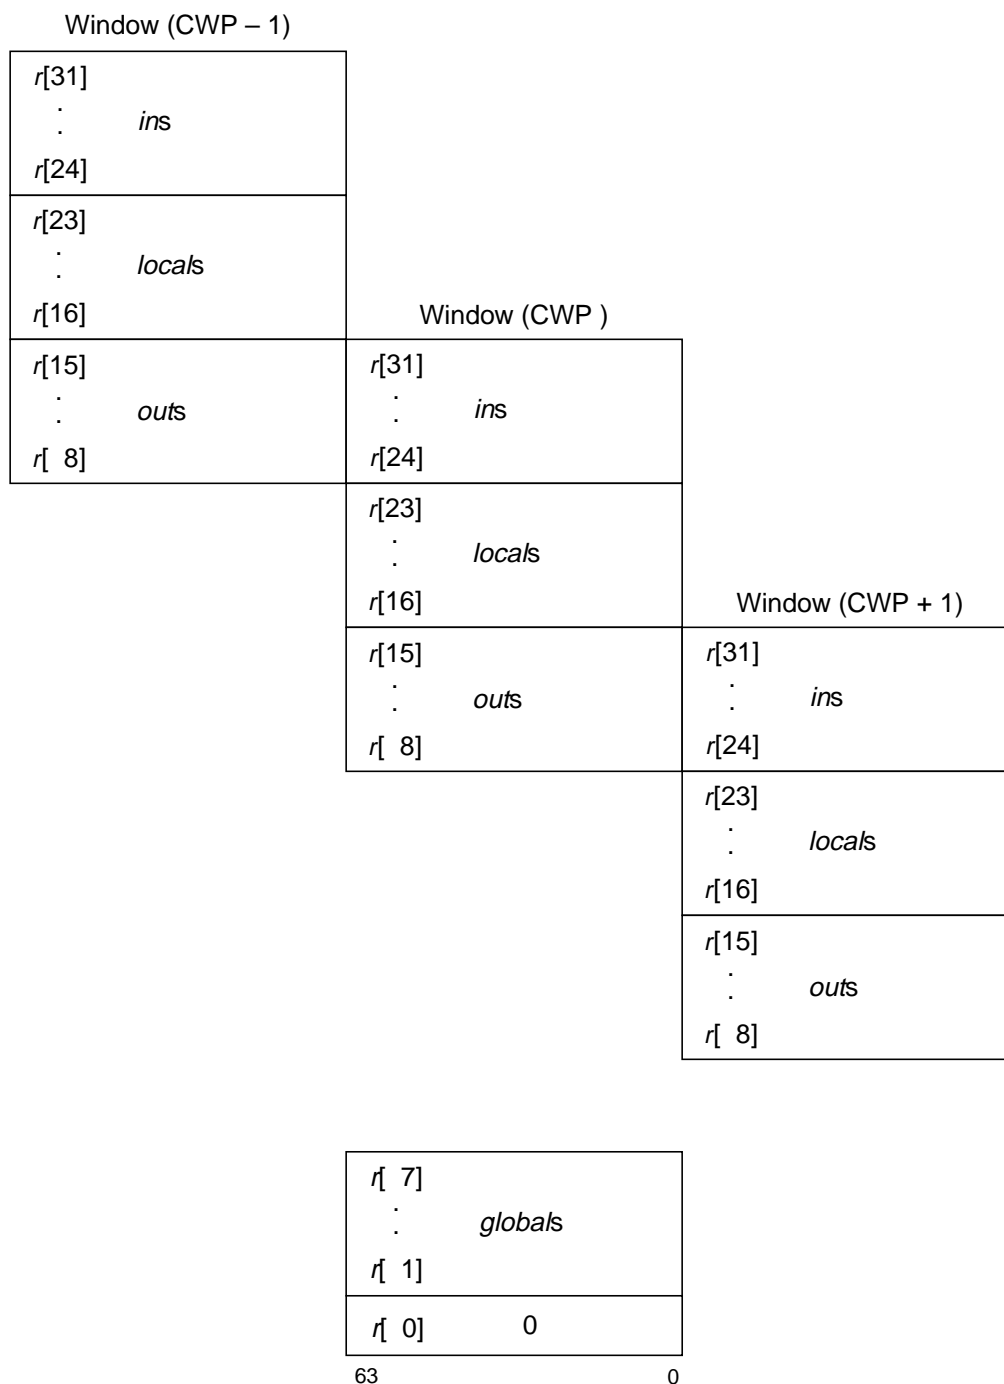 Window (CWP – 1)
r[31]
.
. ins
r[24]
r[23]
.
. locals
r[16]
Window (CWP )
r[15] r[31]
. .
. outs . ins
r[ 8] r[24]
r[23]
.
. locals
r[16]
Window (CWP + 1)
r[15] r[31]
. .
. outs . ins
r[ 8] r[24]
r[23]
.
. locals
r[16]
r[15]
.
. outs
r[ 8]
r[ 7]
.
. globals
r[ 1]
r[ 0] 0
63 0